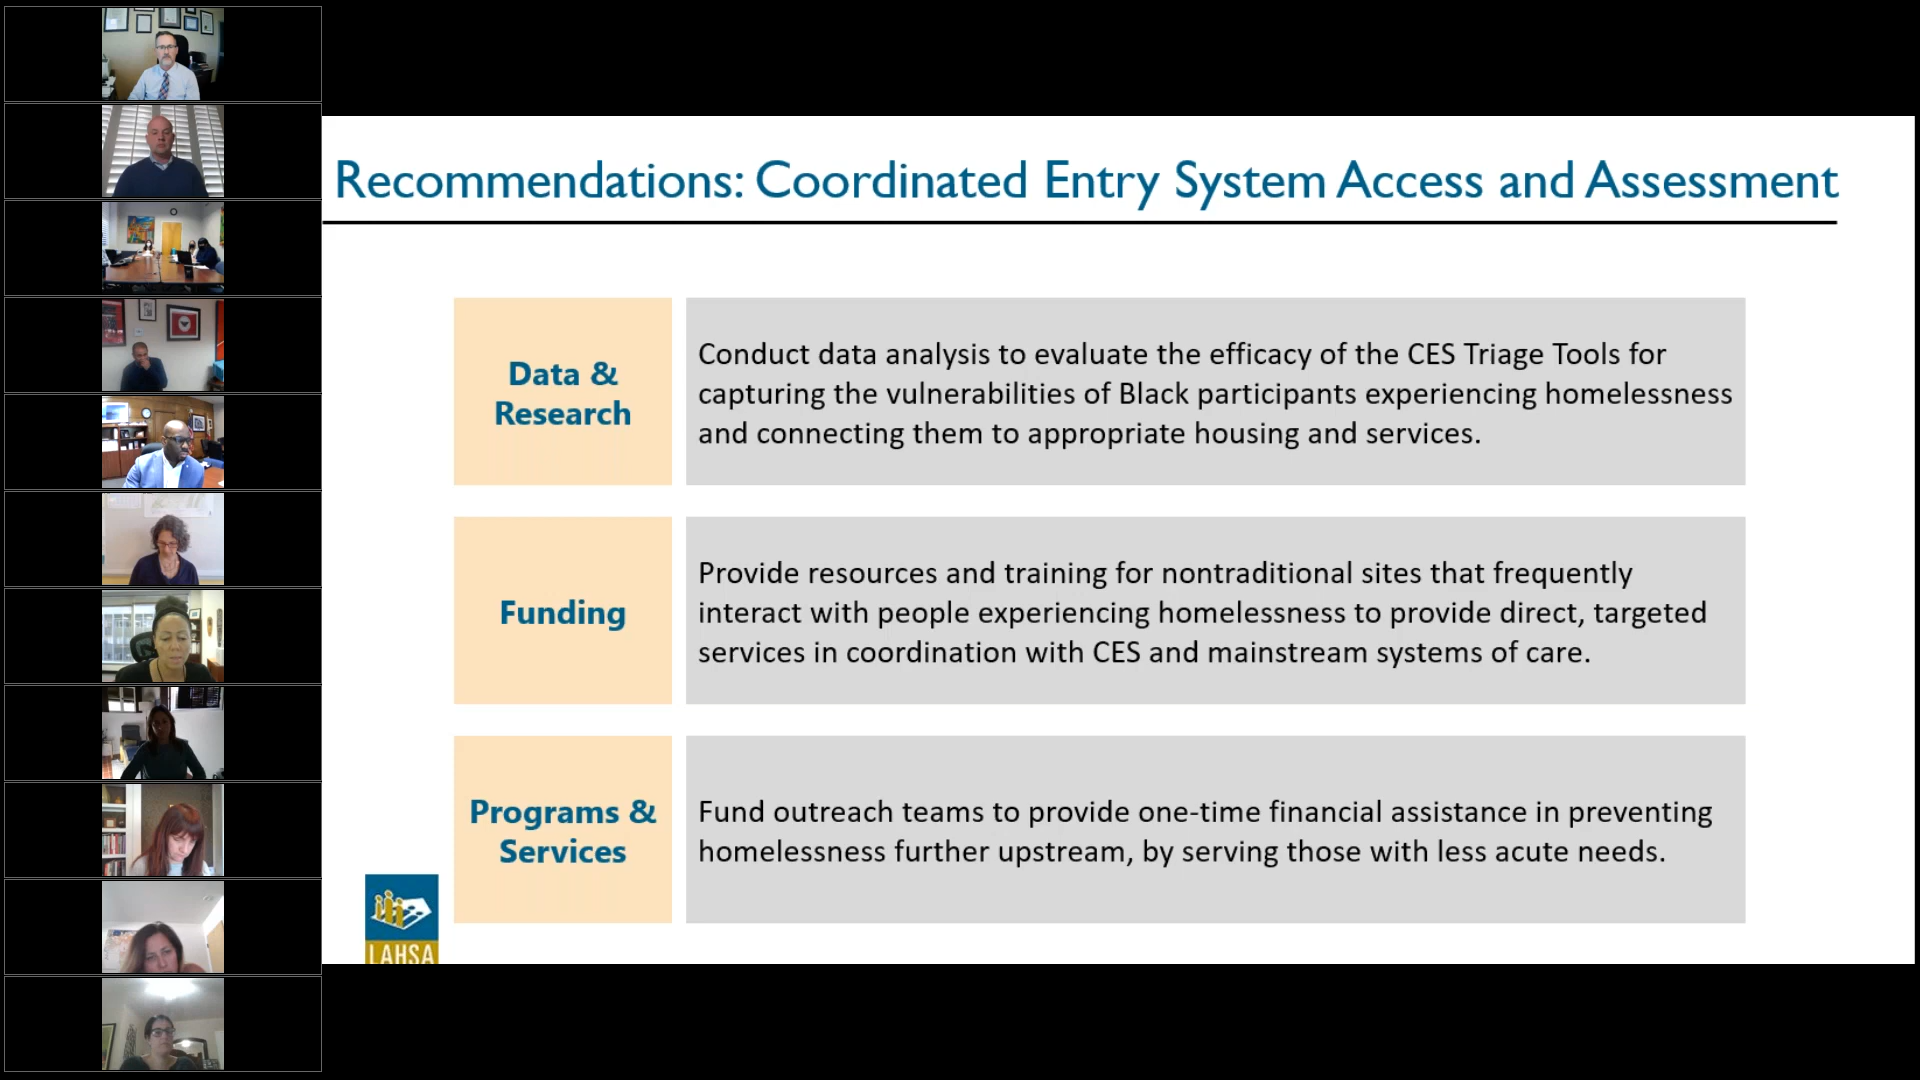 Recommendations: Coordinated Entry System Access and Assessment
Data &
Research
Conduct data analysis to evaluate the efficacy of the CES Triage Tools for
capturing the vulnerabilities of Black participants experiencing homelessness
and connecting them to appropriate housing and services.
Funding
Provide resources and training for nontraditional sites that frequently
interact with people experiencing homelessness to provide direct, targeted
services in coordination with CES and mainstream systems of care.
Programs &
Services
Fund outreach teams to provide one-time financial assistance in preventing
homelessness further upstream, by serving those with less acute needs.
LAHSA